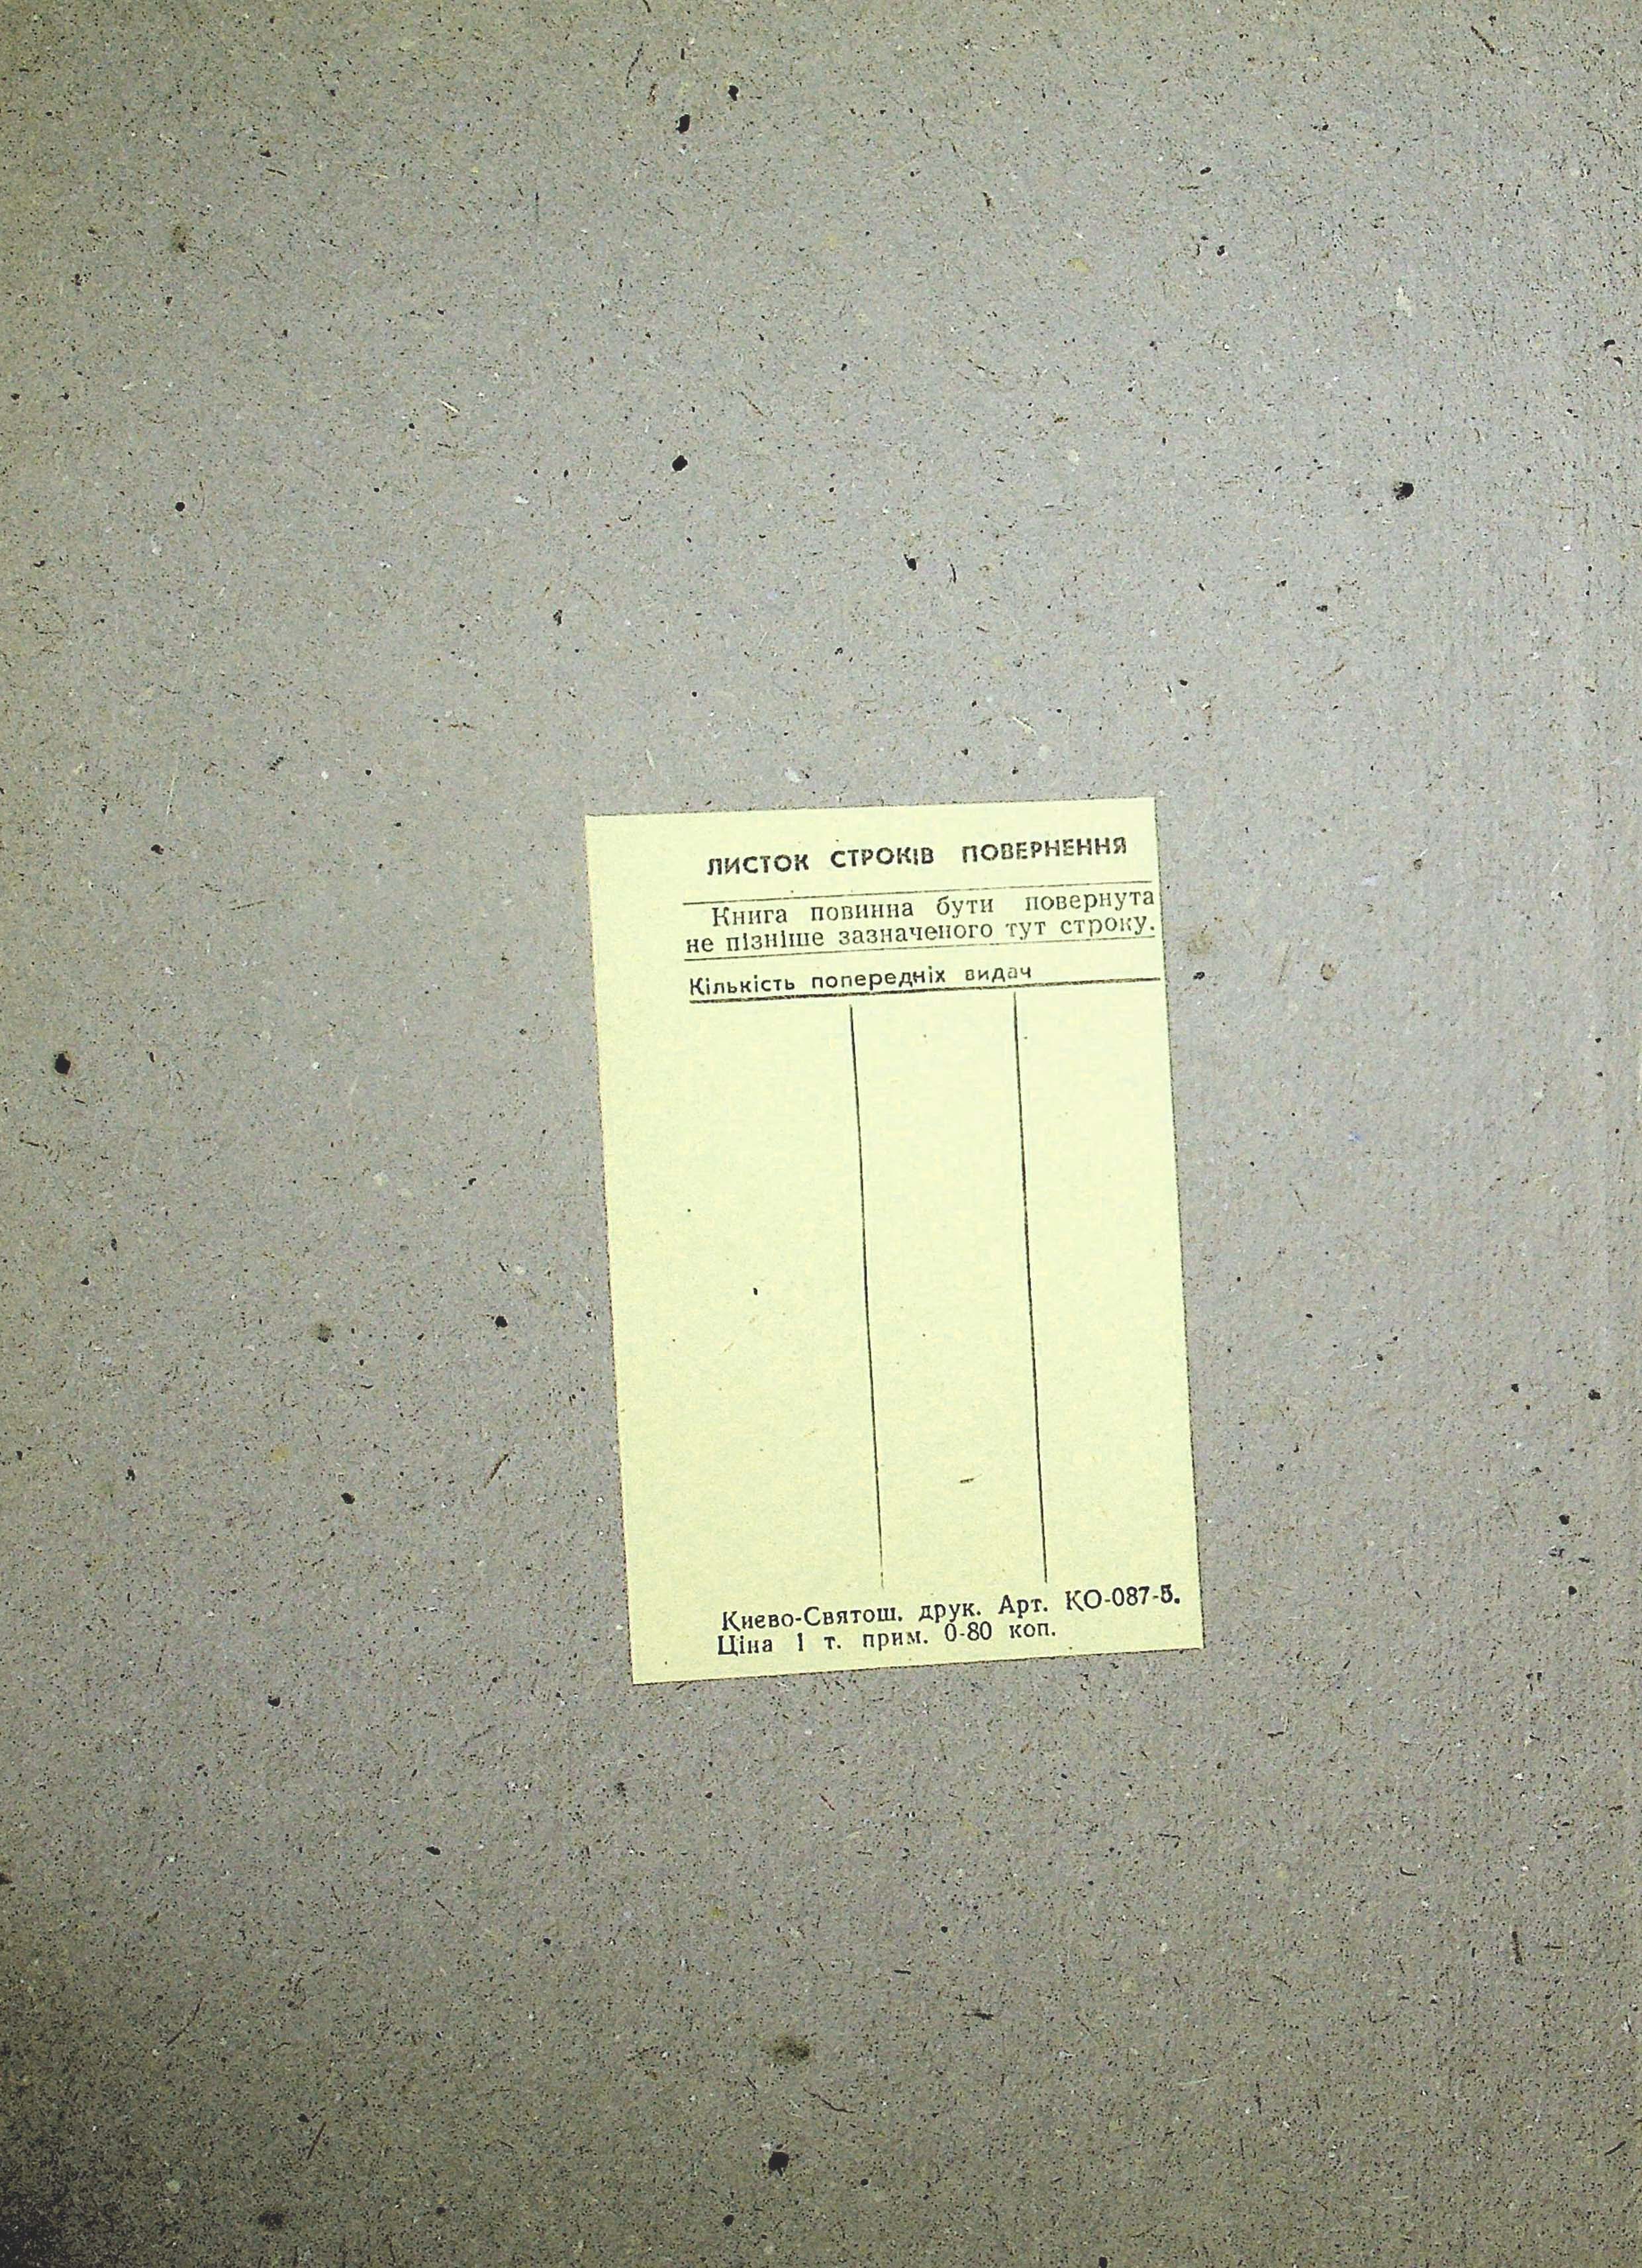 ЛИСТОК СТРОКІВ ПОВЕРНЕННЯ
Книга повинна бути повернута
не пізніше зазначеного тут строку.
Кількість попередніх видач
Києво-Святош. друк. Арт. КО-087-5.
Ціна 1 т. прим. 0-80 коп.